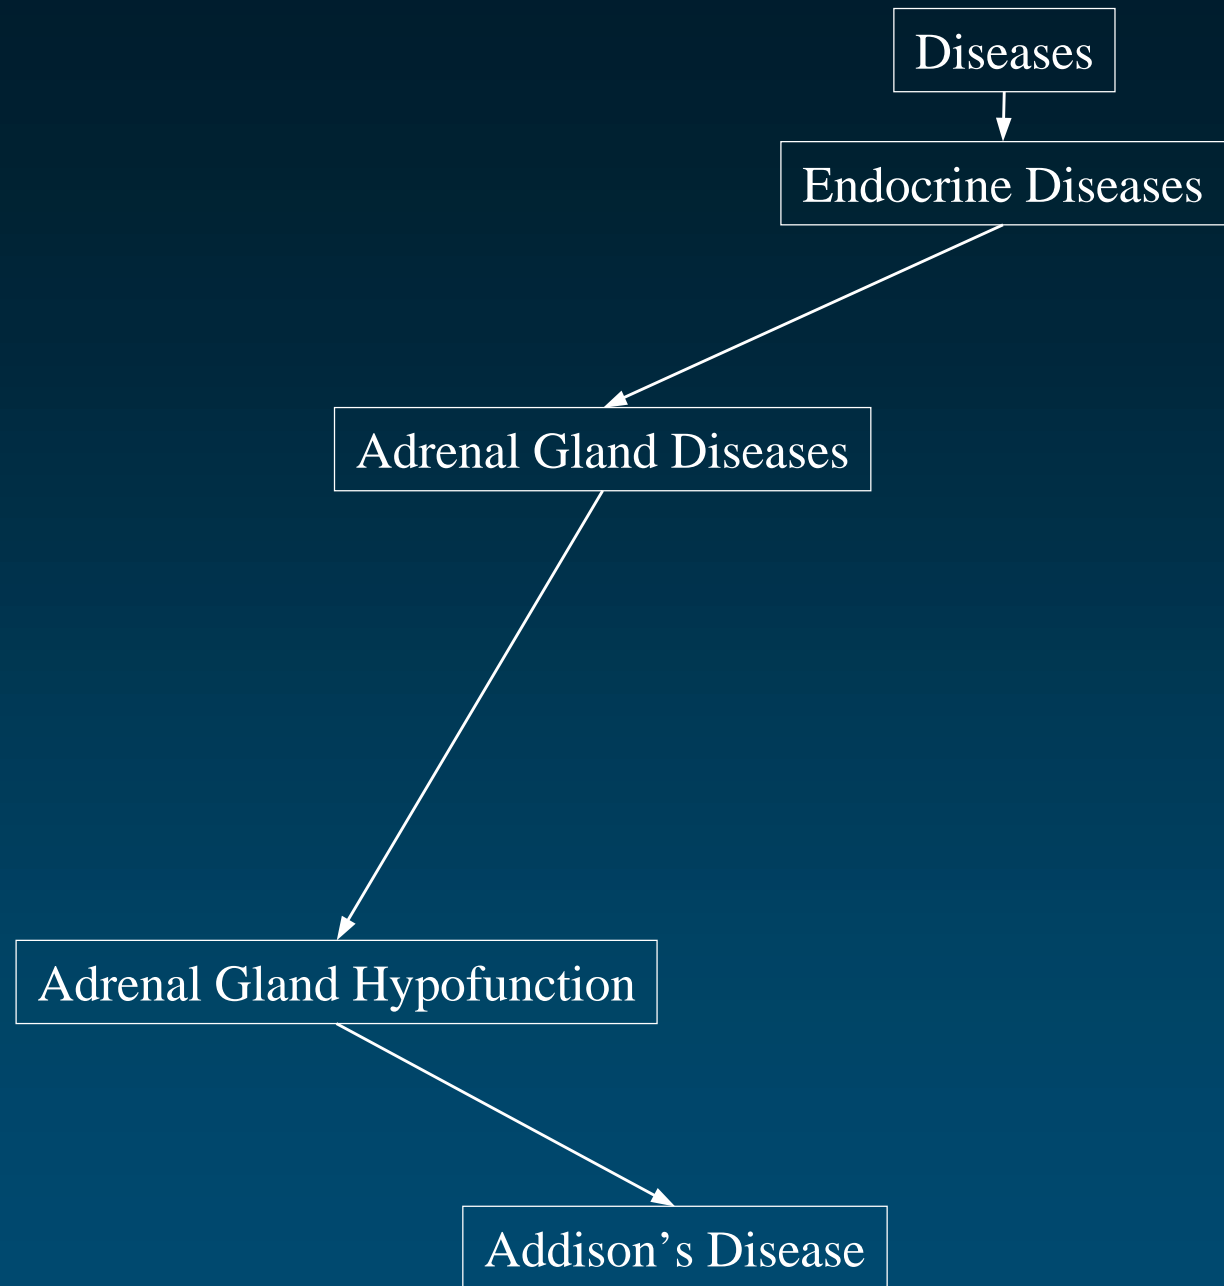 Diseases
Endocrine Diseases
Adrenal Gland Diseases
Adrenal Gland Hypofunction
Addison’s Disease